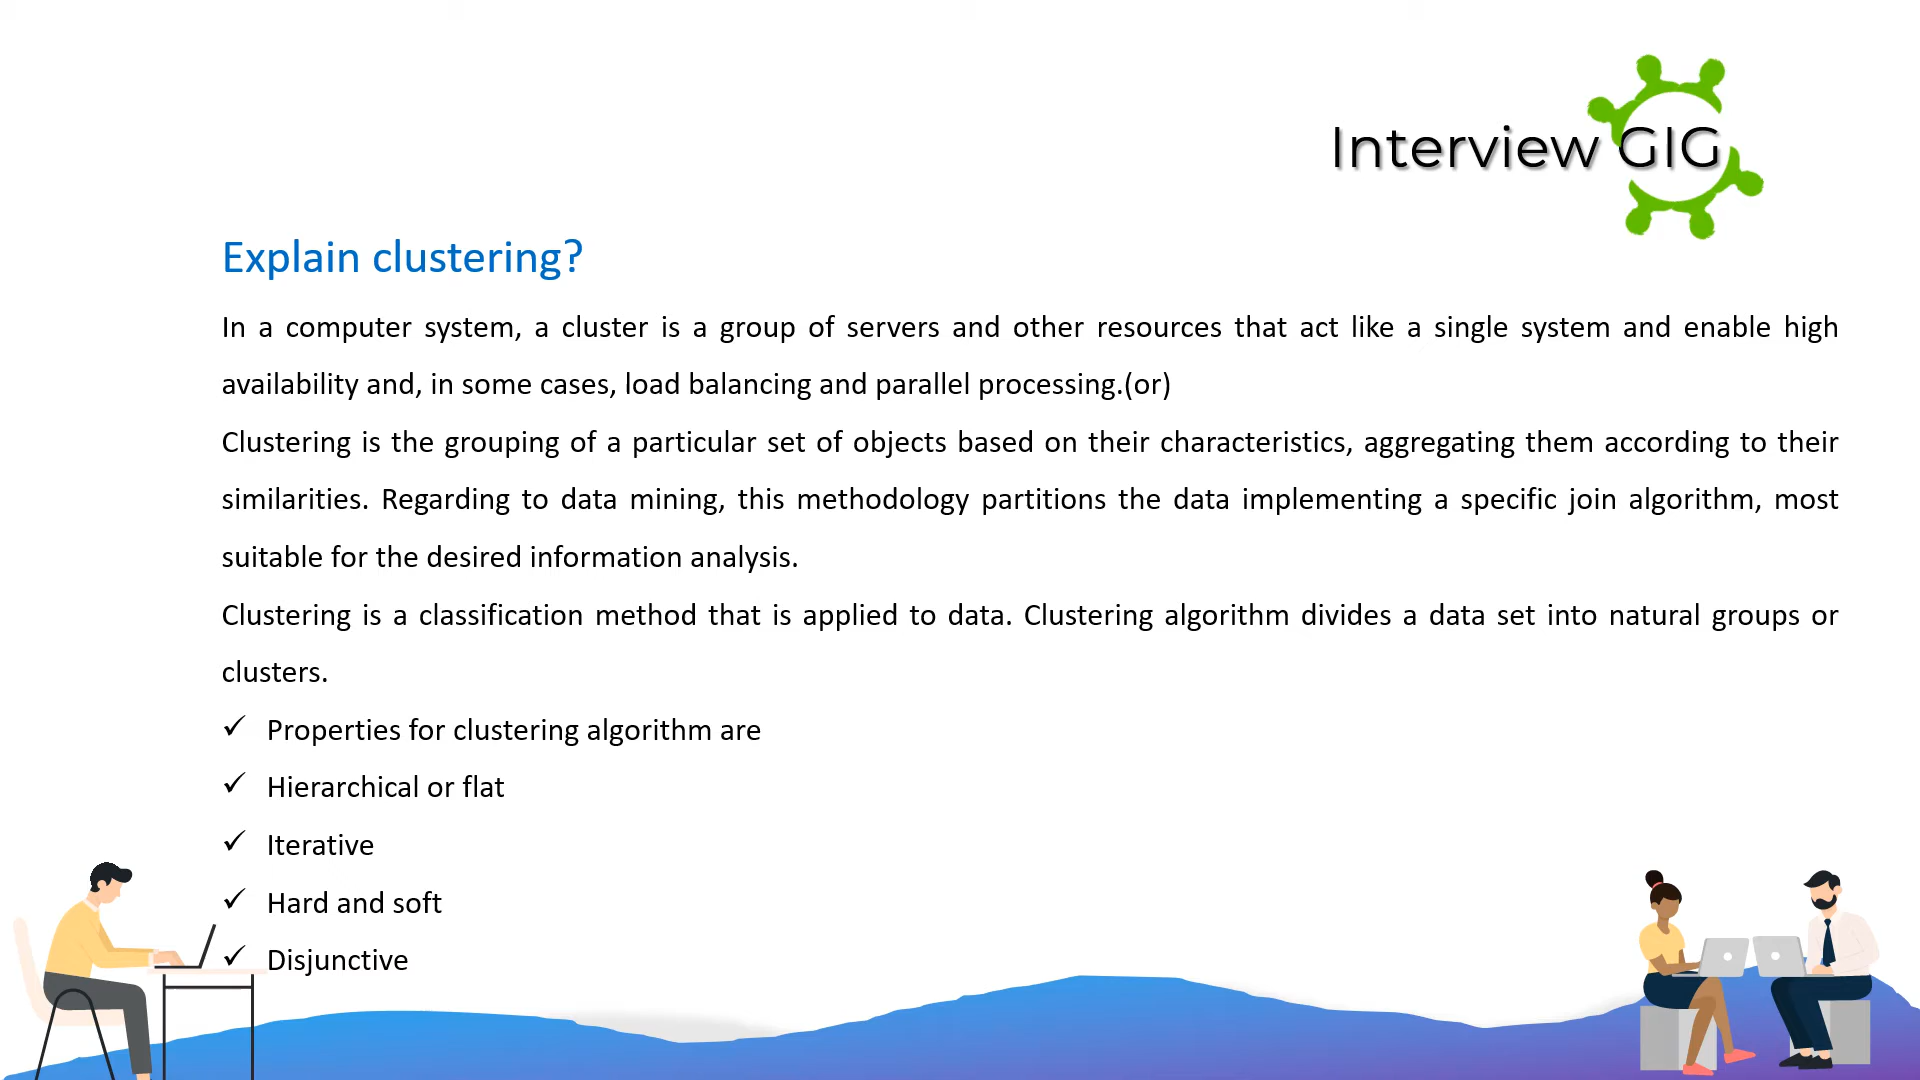 Interview GIG
Explain clustering?
In a computer system, a cluster is a group of servers and other resources that act like a single system and enable high
availability and, in some cases, load balancing and parallel processing.(or)
Clustering is the grouping of a particular set of objects based on their characteristics, aggregating them according to their
similarities. Regarding to data mining, this methodology partitions the data implementing a specific join algorithm, most
suitable for the desired information analysis.
Clustering is a classification method that is applied to data. Clustering algorithm divides a data set into natural groups or
clusters.
✓ Properties for clustering algorithm are
✓ Hierarchical or flat
✓ Iterative
✓ Hard and soft
✓ Disjunctive